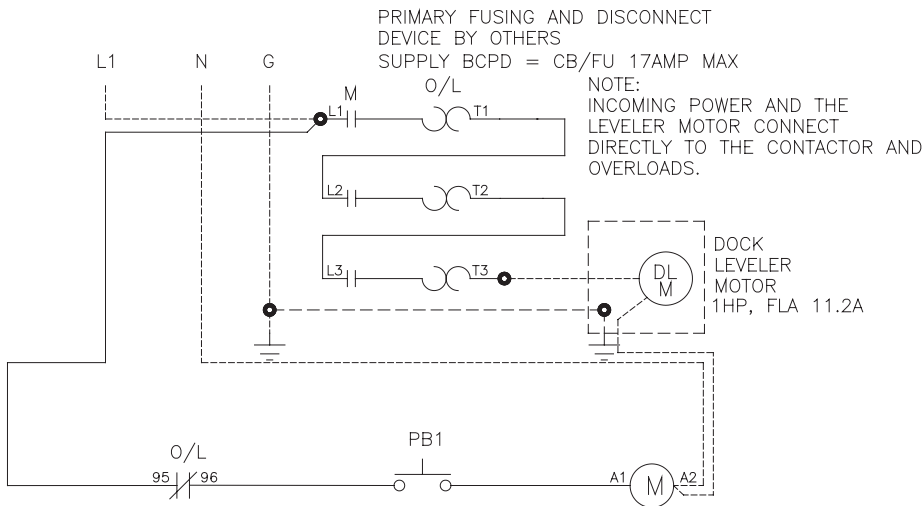 PRIMARY FUSING AND DISCONNECT
DEVICE BY OTHERS
SUPPLY BCPD = CB/FU 17AMP MAX
L1 N G
M O/L
NOTE:
INCOMING POWER AND THE
LEVELER MOTOR CONNECT
DIRECTLY TO THE CONTACTOR AND
OVERLOADS.
L1 T1
L2 T2
L3 T3
DL
M
DOCK
LEVELER
MOTOR
1HP, FLA 11.2A
O/L
95 96
PB1
A1 M A2